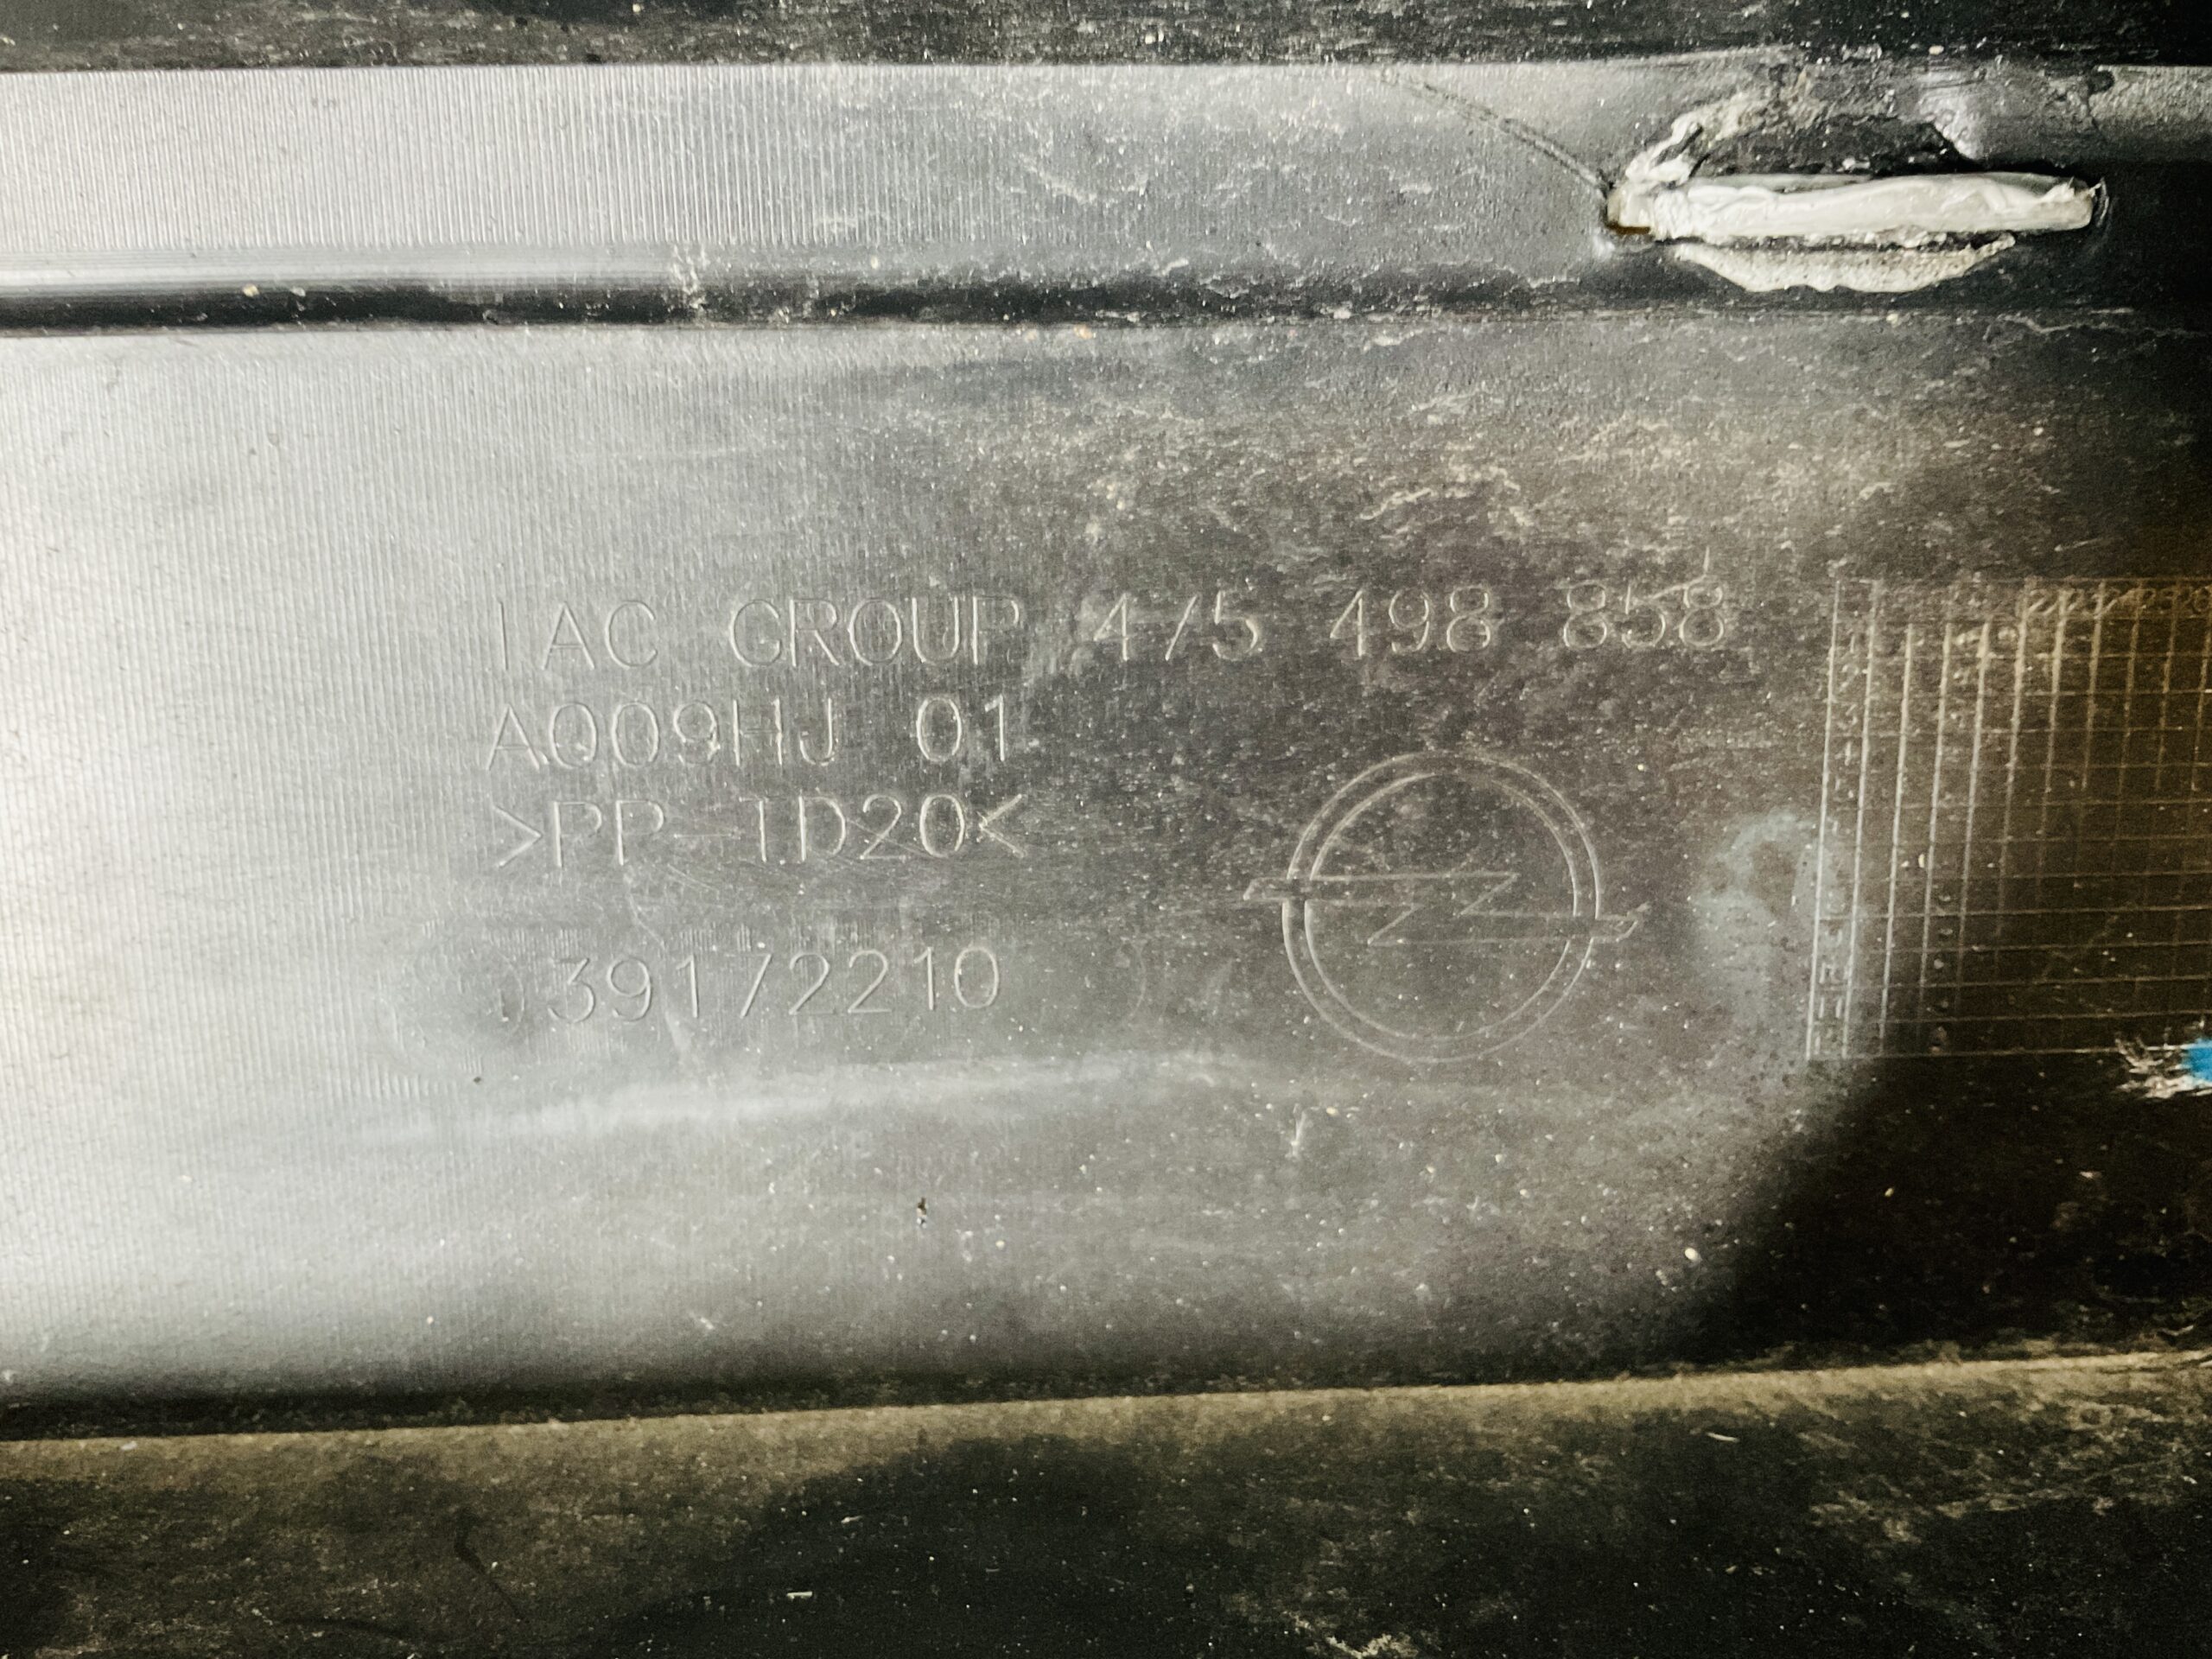 IAC GROUP 475 498 858
A009HJ 01
>PP-TD20<
39172210